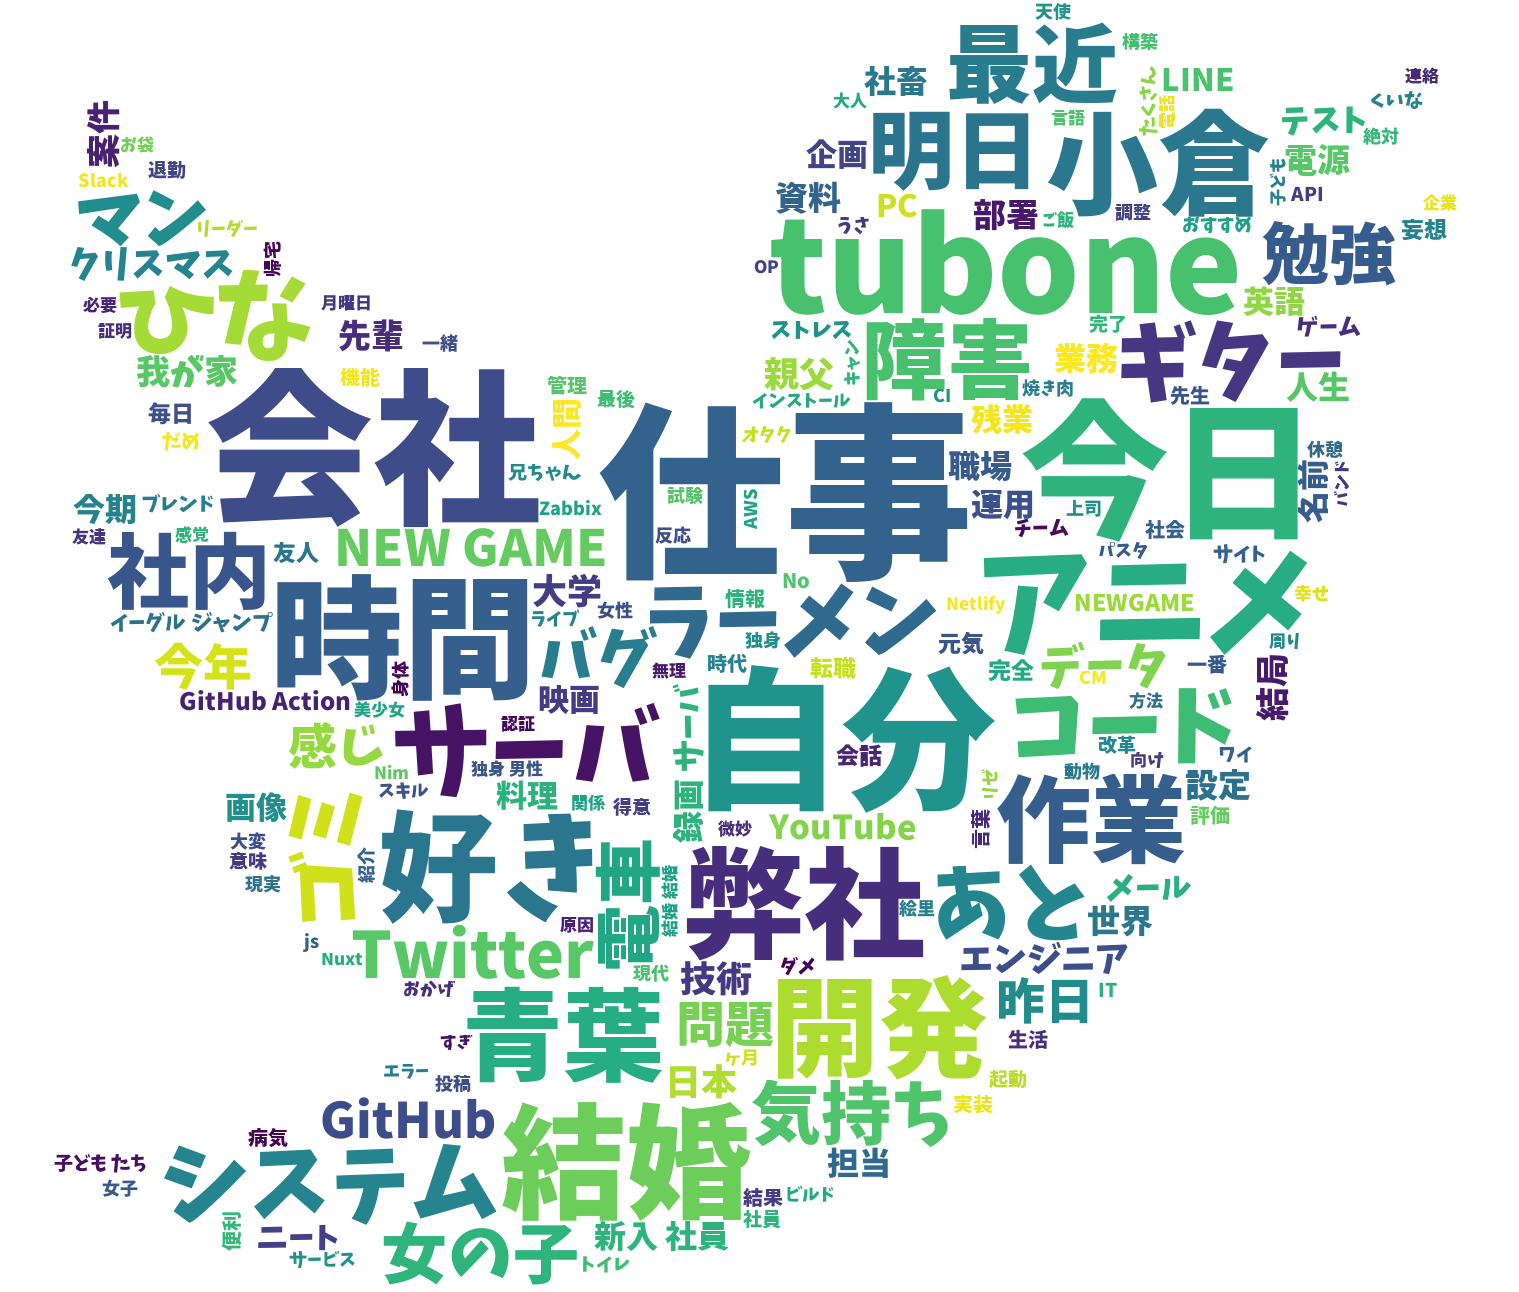 天使
最近
構築
社畜
LINE
連絡
大人
たくさん
電話
くいな
案件
お袋
明日
言語
小倉
テスト
絶対
企画
退勤
Slack
資料
PC
部署
ご飯
調整
子ども
電源
API
企業
マン
リーダー
うさ
おすすめ
勉強
妄想
クリスマス
帰宅
OP
tubone
必要
ひな
月曜日
英語
証明
先輩
一緒
ストレス
障害
完了
ギター
ゲーム
我が家
機能
管理
最後
親父
キャン
業務
人生
インストール
CI
焼き肉
先生
毎日
だめ
会社
人間
仕事
オタク
残業
今日
休憩
名前
バンド
兄ちゃん
職場
今期
ブレンド
Zabbix
試験
AWS
運用
上司
友達
感覚
社内
友人
NEW GAME
反応
チーム
社会
パスタ
サイト
時間
大学
No
アニメ
イーグル ジャンプ
ライブ
女性
ラーメン
情報
Netlify
NEWGAME
幸せ
今年
バグ
独身
元気
周り
身体
無理
時代
転職
完全
データ
CM
一番
結局
GitHub Action
美少女
映画
自分
方法
感じ
サーバ
認証
サーバ
会話
コード
改革
向け
ワイ
Nim
スキル
独身 男性
動物
画像
ミク
料理
関係
得意
録画
微妙
YouTube
言葉
作業
設定
評価
大変
意味
現実
紹介
好き
電車
結婚 結婚
弊社
絵里
あと
メール
世界
js
Nuxt
Twitter
原因
現代
技術
ダメ
エンジニア
おかげ
青葉
問題
開発
昨日
IT
すぎ
生活
エラー
投稿
日本
ヶ月
起動
GitHub
結婚
気持ち
実装
病気
子ども たち
女子
システム
担当
結果
ビルド
社員
便利
ニート
サービス
女の子
新入 社員
トイレ